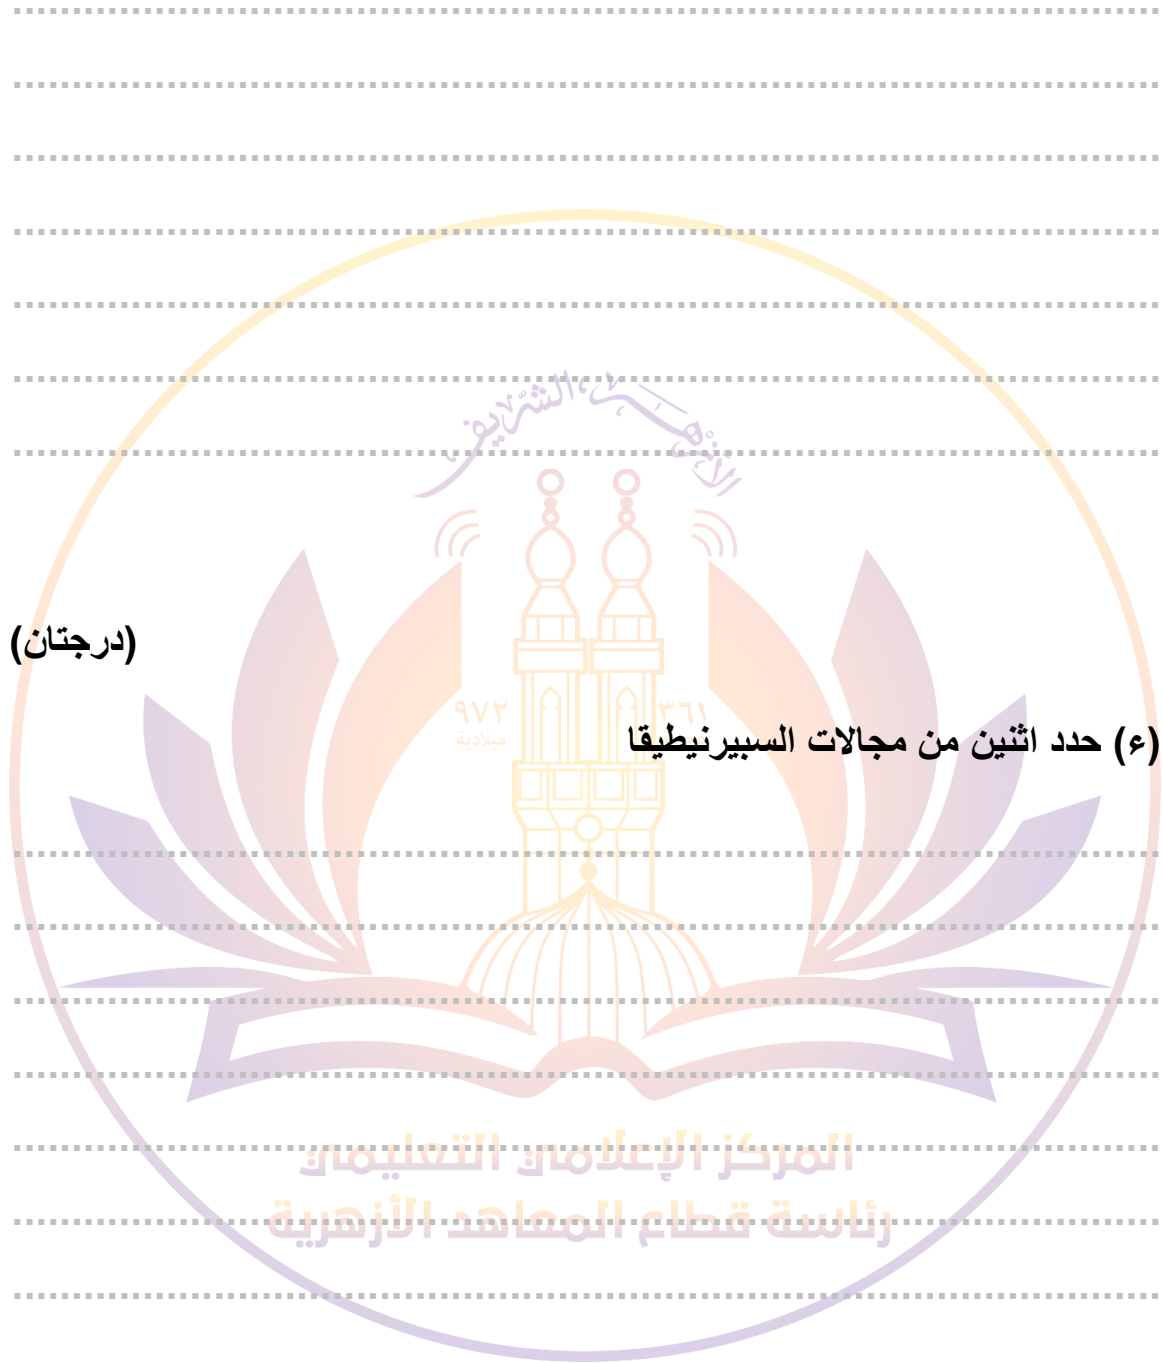 الأزهر الشريف
(درجتان)
٩٧٢ ٣٦١
ميلادية
(ء) حدد اثنين من مجالات السبيرنيطيقا
المركز الإعلامي التعليمي
رئاسة قطاع المعاهد الأزهرية